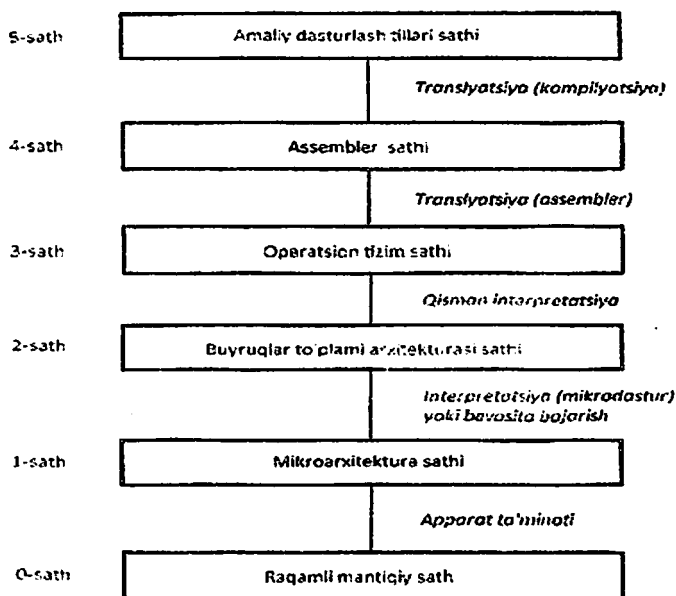 5-sath
Amaliy dasturlash tillari sathi
Translyatsiya (kompilyotsiya)
4-sath
Assembler sathi
Translyatsiya (assembler)
3-sath
Operatsion tizim sathi
Qisman interpretatsiya
2-sath
Buyruqlar to'plami arxitekturasi sathi
Interpretatsiya (mikrodastur)
yoki bavosita bajarish
1-sath
Mikroarxitektura sathi
Apparat ta'minoti
0-sath
Raqamli mantiqiy sath